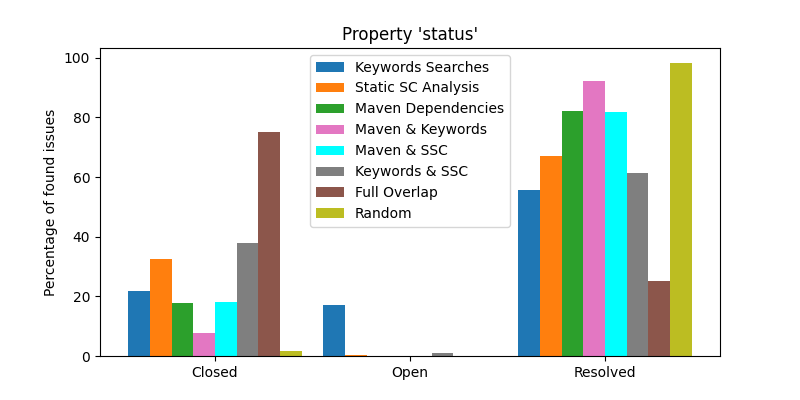 Property 'status'
Percentage of found issues
100
80
60
40
20
0
Keywords Searches
Static SC Analysis
Maven Dependencies
Maven & Keywords
Maven & SSC
Keywords & SSC
Full Overlap
Random
Closed
Open
Resolved